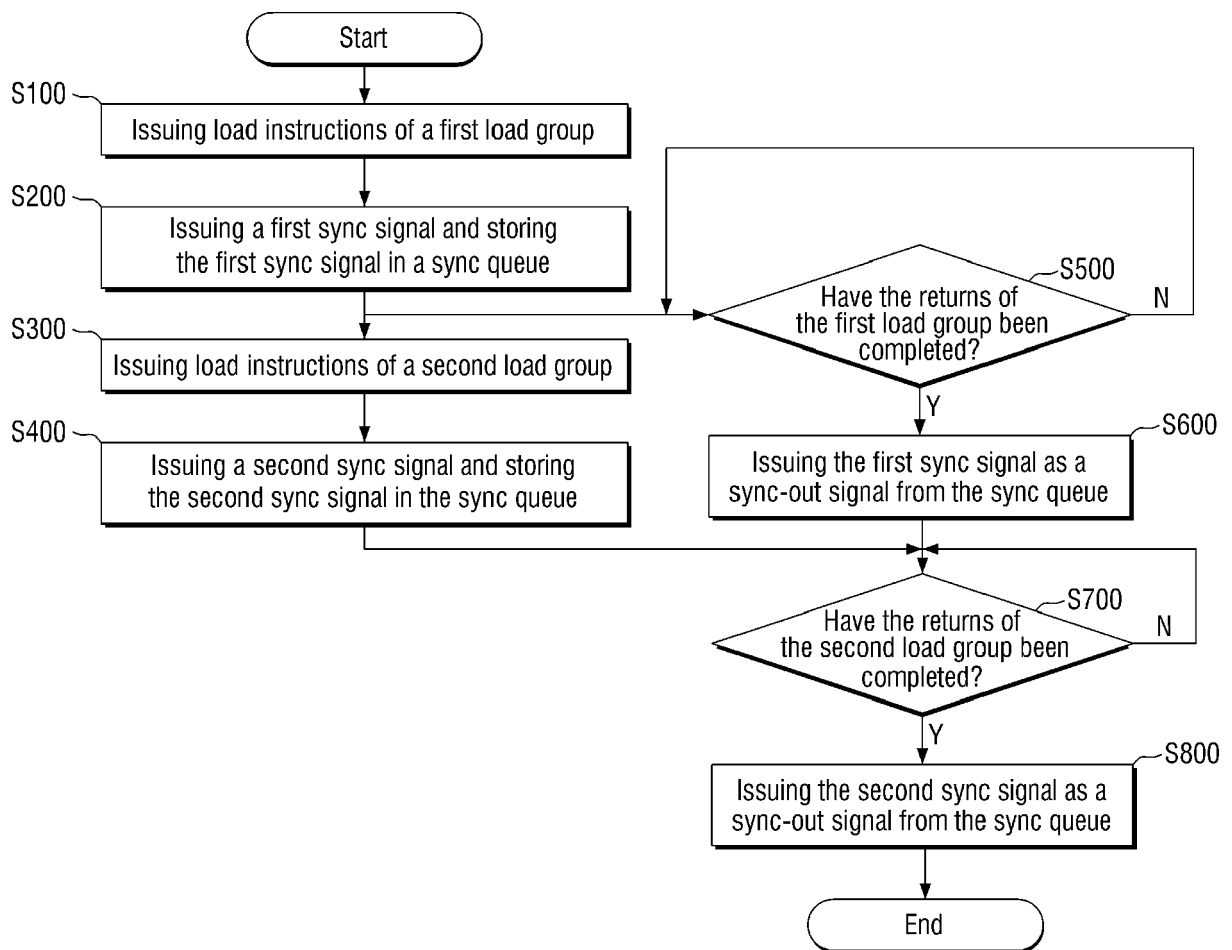 Start
S100
Issuing load instructions of a first load group
S200
Issuing a first sync signal and storing
the first sync signal in a sync queue
S300
Issuing load instructions of a second load group
S400
Issuing a second sync signal and storing
the second sync signal in the sync queue
S500
Have the returns of
the first load group been
completed?
N
Y
S600
Issuing the first sync signal as a
sync-out signal from the sync queue
S700
Have the returns of
the second load group been
completed?
N
Y
S800
Issuing the second sync signal as a
sync-out signal from the sync queue
End